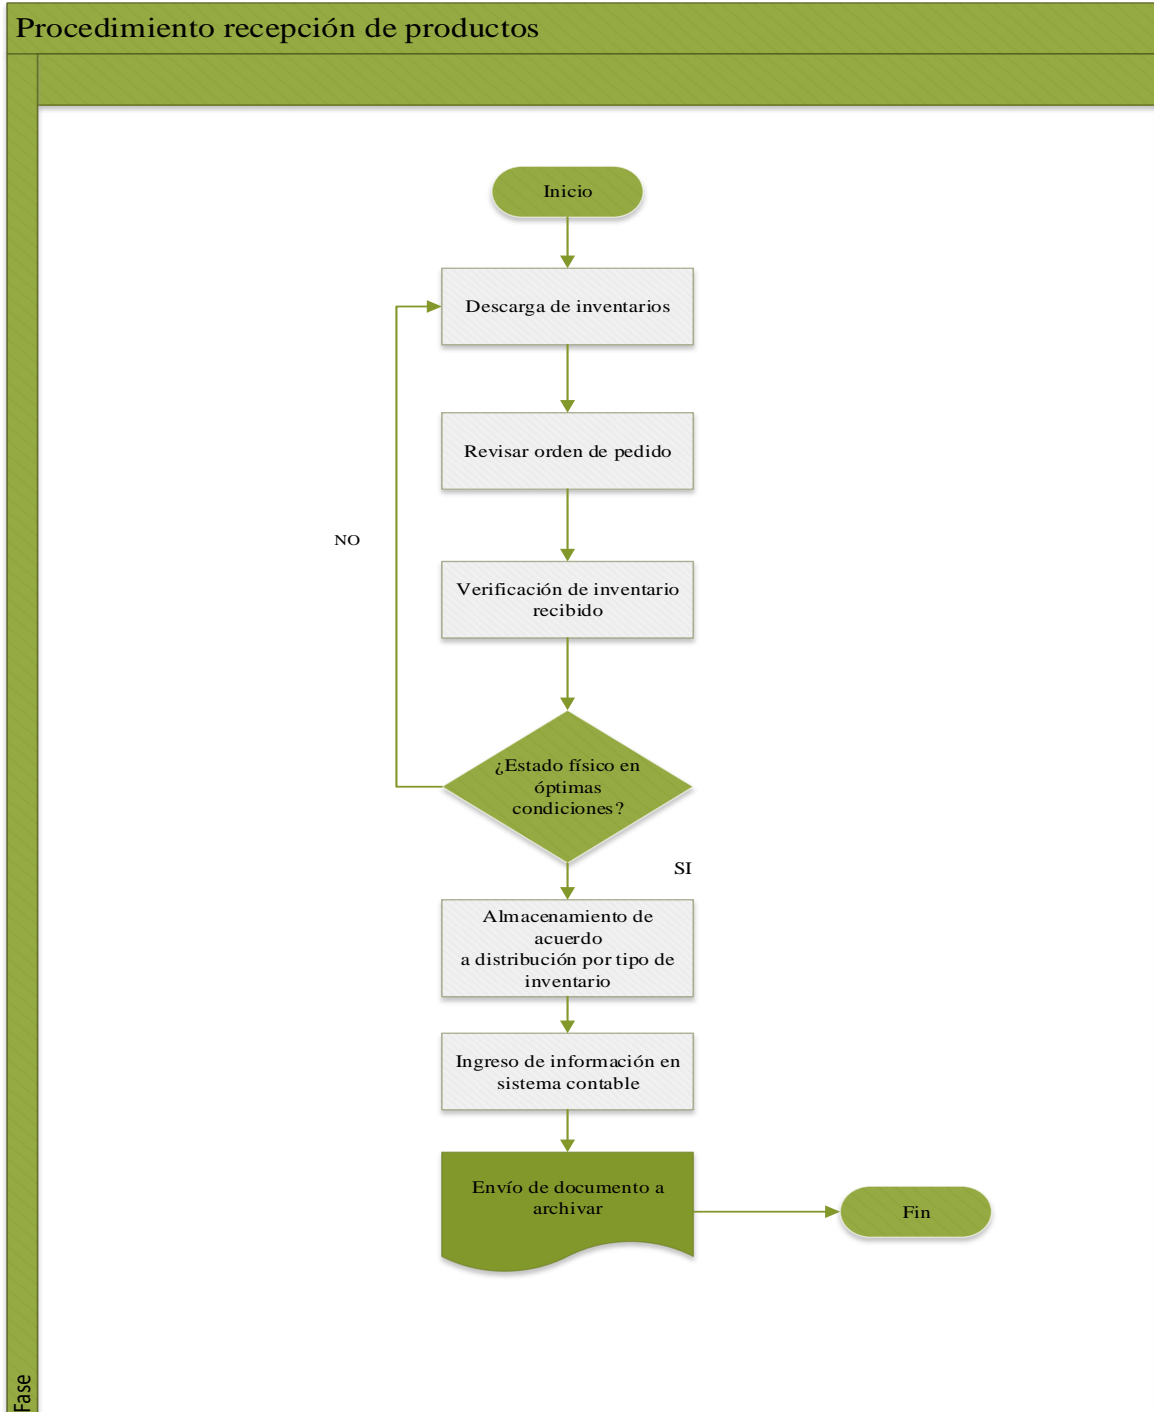 Procedimiento recepción de productos
Inicio
Descarga de inventarios
Revisar orden de pedido
NO
Verificación de inventario
recibido
¿Estado físico en
óptimas
condiciones?
SI
Almacenamiento de
acuerdo
a distribución por tipo de
inventario
Ingreso de información en
sistema contable
Envío de documento a
archivar
Fin
Fase